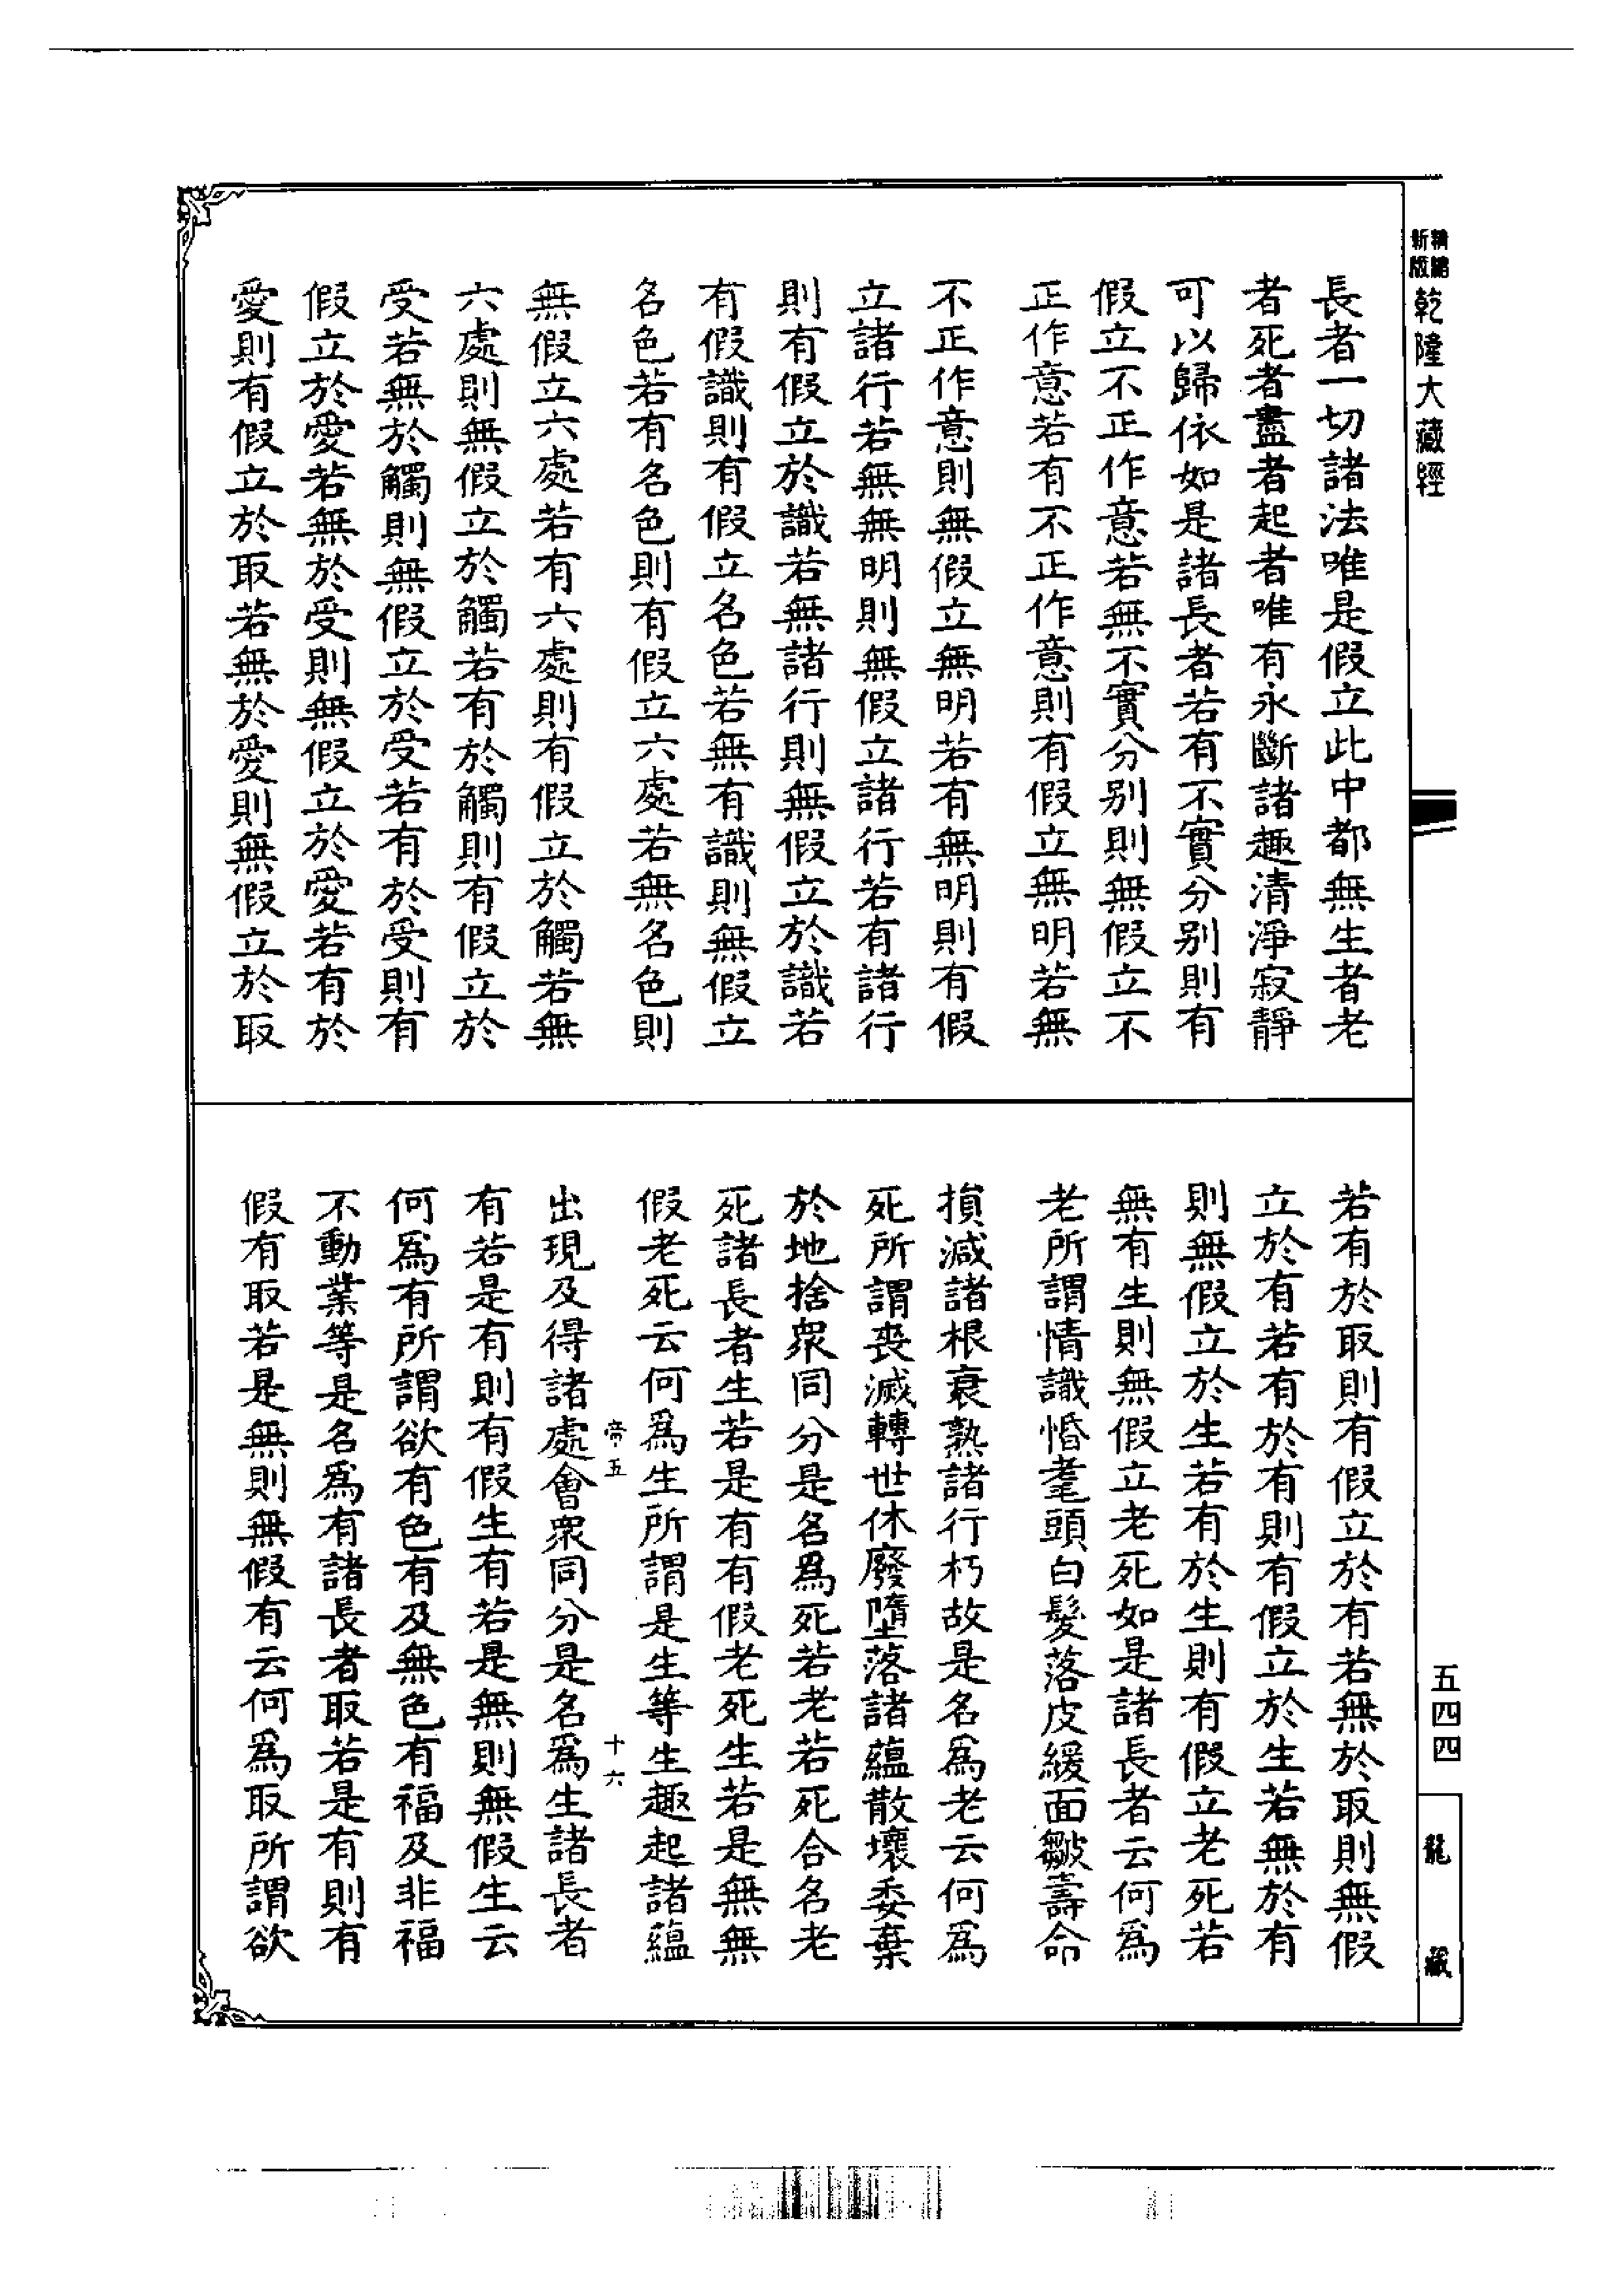 新精
版縮
乾隆大藏經
長者一切諸法唯是假立此中都無生者老
者死者盡者起者唯有永斷諸趣清淨寂靜
可以歸依如是諸長者若有不實分別則有
假立不正作意若無不實分別則無假立不
正作意若有不正作意則有假立無明若無
不正作意則無假立無明若有無明則有假
立諸行若無無明則無假立諸行若有諸行
則有假立於識若無諸行則無假立於識若
有假識則有假立名色若無有識則無假立
名色若有名色則有假立六處若無名色則
無假立六處若有六處則有假立於觸若無
六處則無假立於觸若有於觸則有假立於
受若無於觸則無假立於受若有於受則有
假立於愛若無於受則無假立於愛若有於
愛則有假立於取若無於愛則無假立於取
若有於取則有假立於有若無於取則無假
立於有若有於有則有假立於生若無於有
則無假立於生若有於生則有假立老死若
無有生則無假立老死如是諸長者云何為
老所謂情識惛耄頭白髮落皮緩面皺壽命
損減諸根衰熟諸行朽故是名為老云何為
死所謂喪滅轉世休廢墮落諸蘊散壞委棄
於地捨眾同分是名為死若老若死合名老
死諸長者生若是有有假老死生若是無無
假老死云何為生所謂是生等生趣起諸蘊
帝五
十六
出現及得諸處會眾同分是名為生諸長者
有若是有則有假生有若是無則無假生云
何為有所謂欲有色有及無色有福及非福
不動業等是名為有諸長者取若是有則有
假有取若是無則無假有云何為取所謂欲
五四四
龍藏